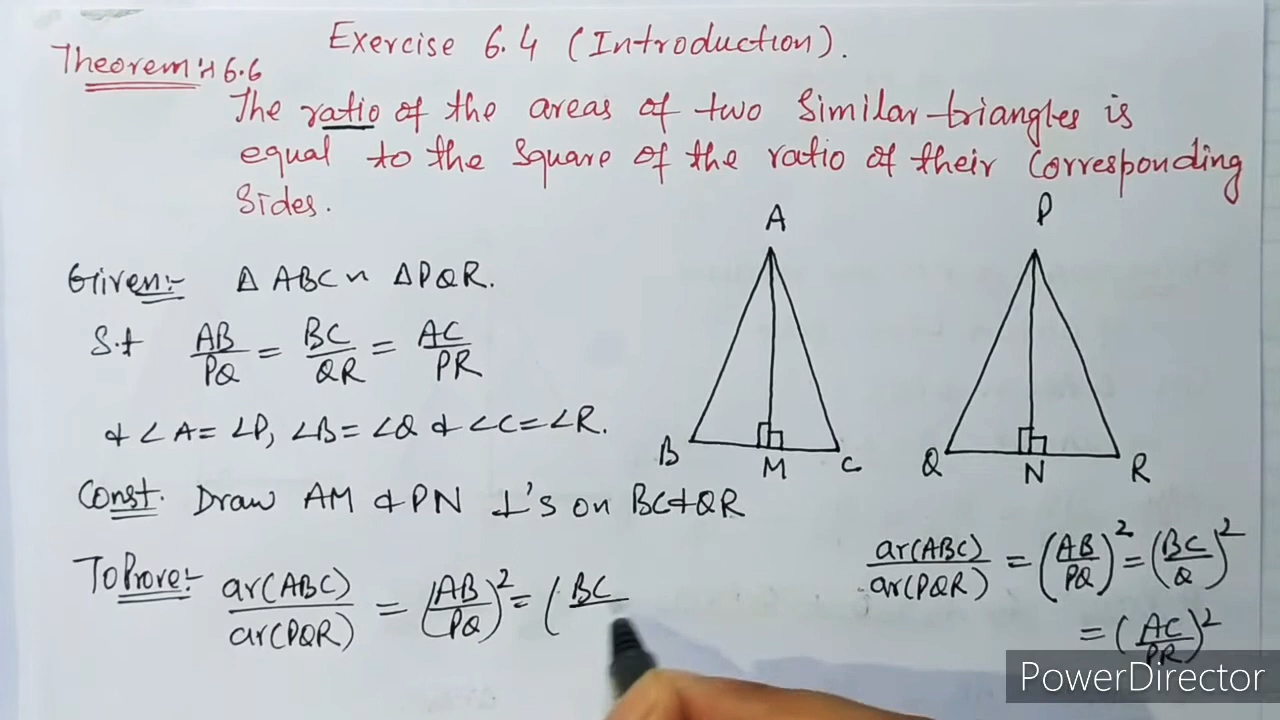 Exercise 6.4 (Introduction).
Theorem:- 6.6
The ratio of the areas of two similar triangles is
equal to the square of the ratio of their corresponding
sides.
Given:- Δ ABC ~ ΔPQR.
S.t AB/PQ = BC/QR = AC/PR
& ∠A = ∠P, ∠B = ∠Q & ∠C = ∠R.
Const. Draw AM & PN ⊥'s on BC & QR
To Prove:- ar(ABC)/ar(PQR) = (AB/PQ)² = (BC
A
B
M
C
P
Q
N
R
ar(ABC)/ar(PQR) = (AB/PQ)² = (BC/Q)²
= (AC/PR)²
PowerDirector